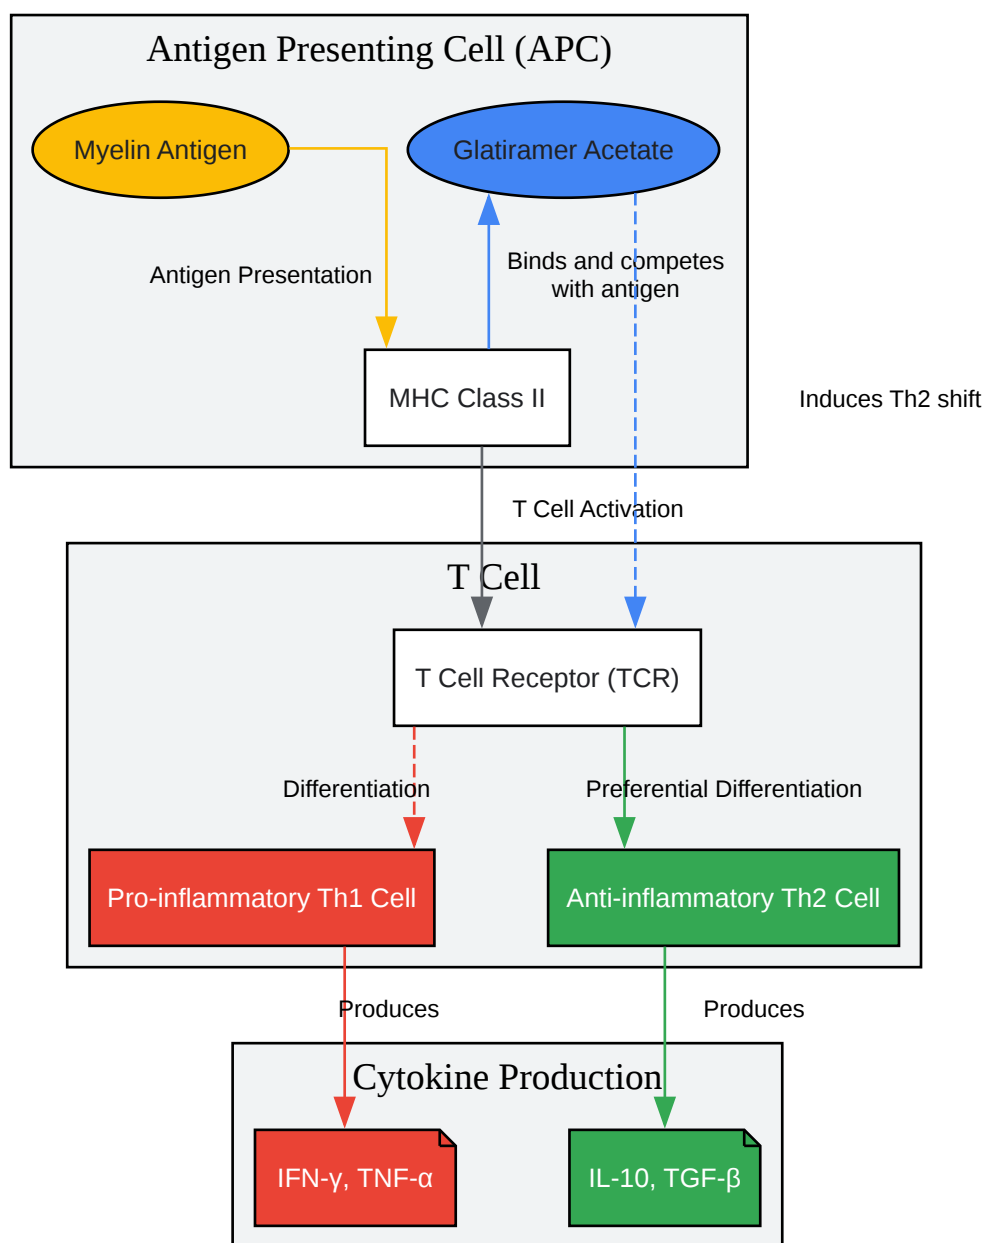 Antigen Presenting Cell (APC)
Myelin Antigen
Glatiramer Acetate
Antigen Presentation
Binds and competes
with antigen
MHC Class II
Induces Th2 shift
T Cell Activation
T Cell
T Cell Receptor (TCR)
Differentiation
Preferential Differentiation
Pro-inflammatory Th1 Cell
Anti-inflammatory Th2 Cell
Produces
Produces
Cytokine Production
IFN-γ, TNF-α
IL-10, TGF-β